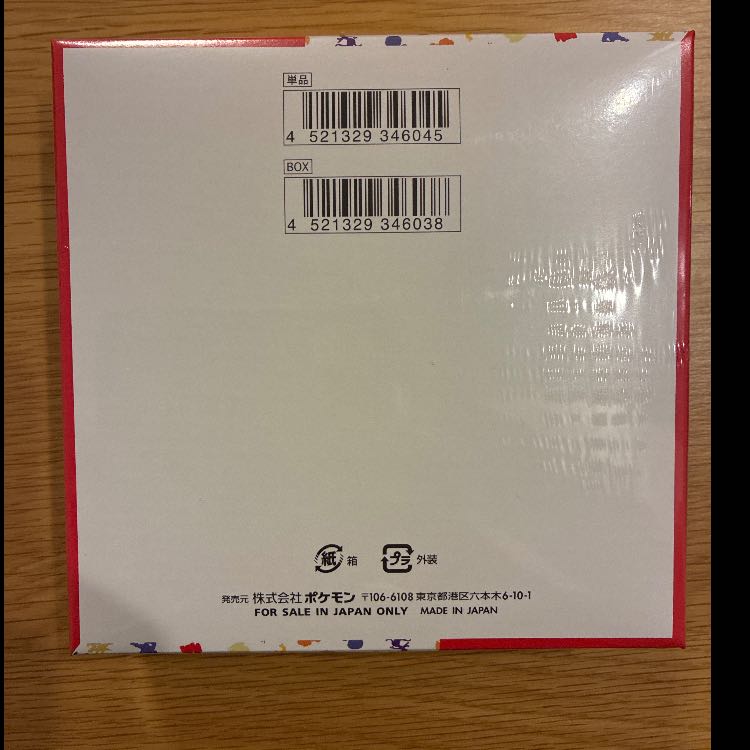 単品
4 521329 346045
BOX
4 521329 346038
紙 箱 プラ 外装
発売元 株式会社 ポケモン 〒106-6108 東京都港区六本木6-10-1
FOR SALE IN JAPAN ONLY MADE IN JAPAN